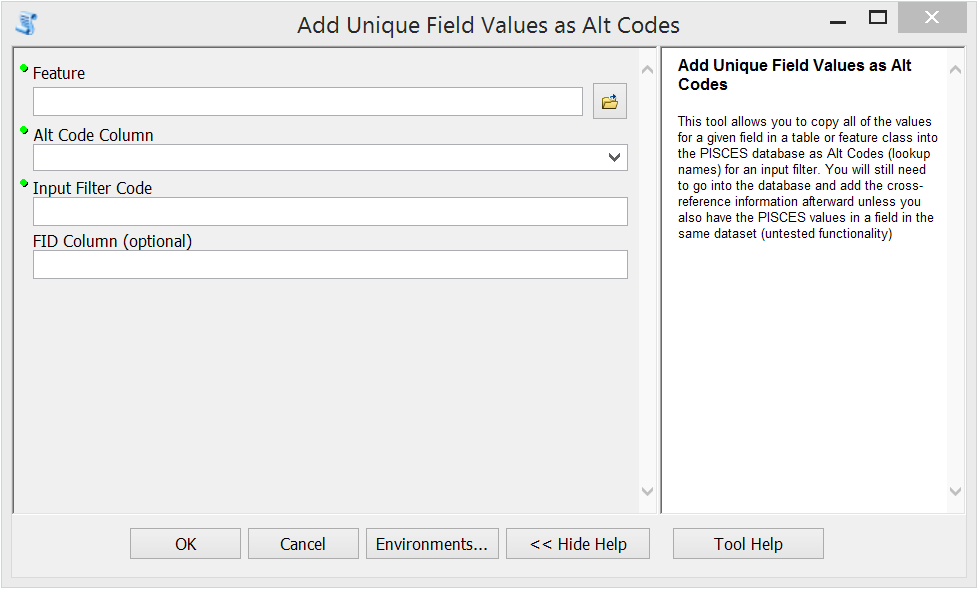 Add Unique Field Values as Alt Codes
Feature
Alt Code Column
Input Filter Code
FID Column (optional)
Add Unique Field Values as Alt
Codes
This tool allows you to copy all of the values
for a given field in a table or feature class into
the PISCES database as Alt Codes (lookup
names) for an input filter. You will still need
to go into the database and add the cross-
reference information afterward unless you
also have the PISCES values in a field in the
same dataset (untested functionality)
OK
Cancel
Environments...
<< Hide Help
Tool Help